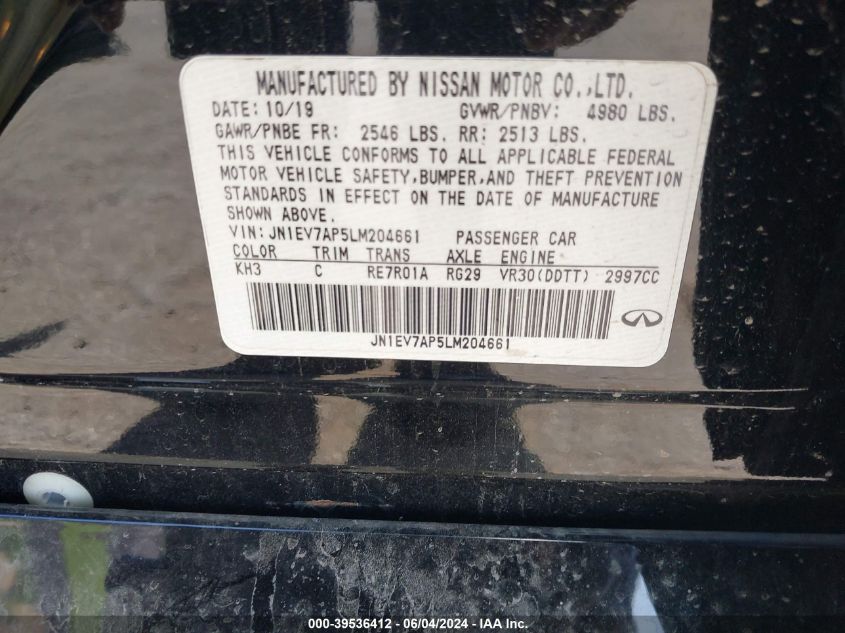 MANUFACTURED BY NISSAN MOTOR CO.,LTD.
DATE: 10/19 GVWR/PNBV: 4980 LBS.
GAWR/PNBE FR: 2546 LBS. RR: 2513 LBS.
THIS VEHICLE CONFORMS TO ALL APPLICABLE FEDERAL
MOTOR VEHICLE SAFETY,BUMPER,AND THEFT PREVENTION
STANDARDS IN EFFECT ON THE DATE OF MANUFACTURE
SHOWN ABOVE.
VIN: JN1EV7AP5LM204661 PASSENGER CAR
COLOR TRIM TRANS AXLE ENGINE
KH3 C RE7R01A RG29 VR30(DDTT) 2997CC
JN1EV7AP5LM204661
000-39536412 - 06/04/2024 - IAA Inc.